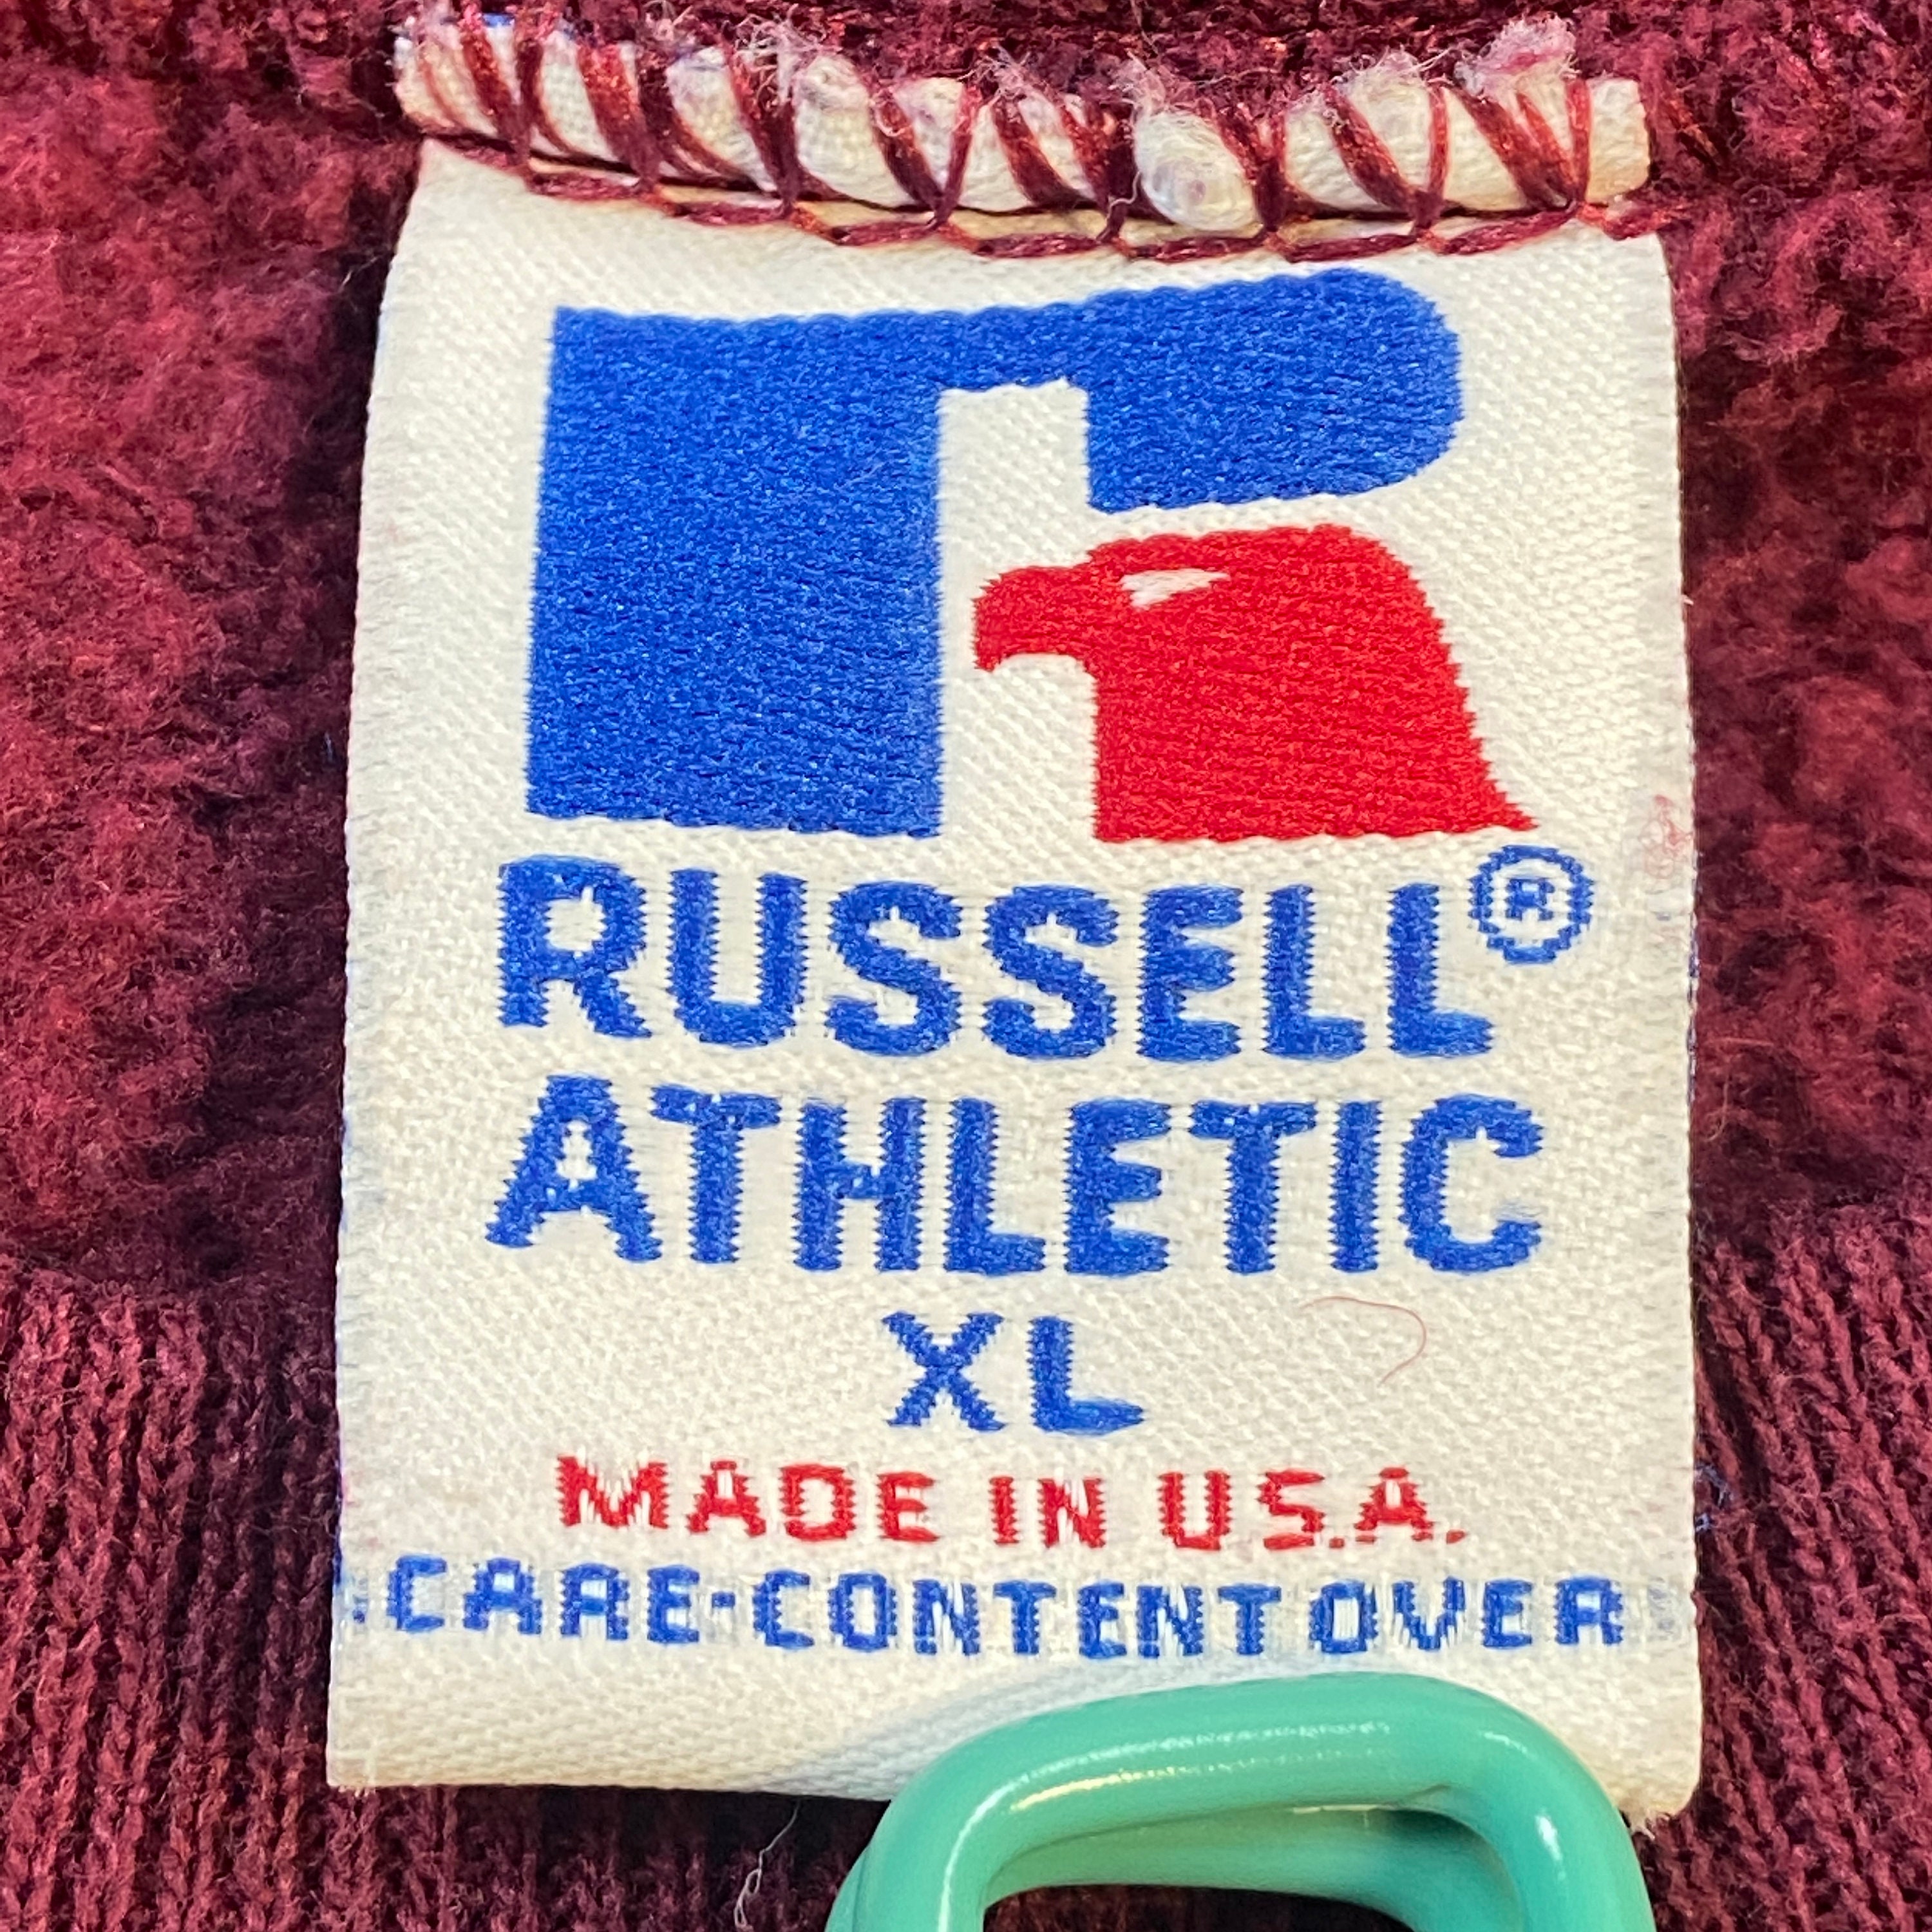 RUSSELL®
ATHLETIC
XL
MADE IN U.S.A.
CARE-CONTENT OVER